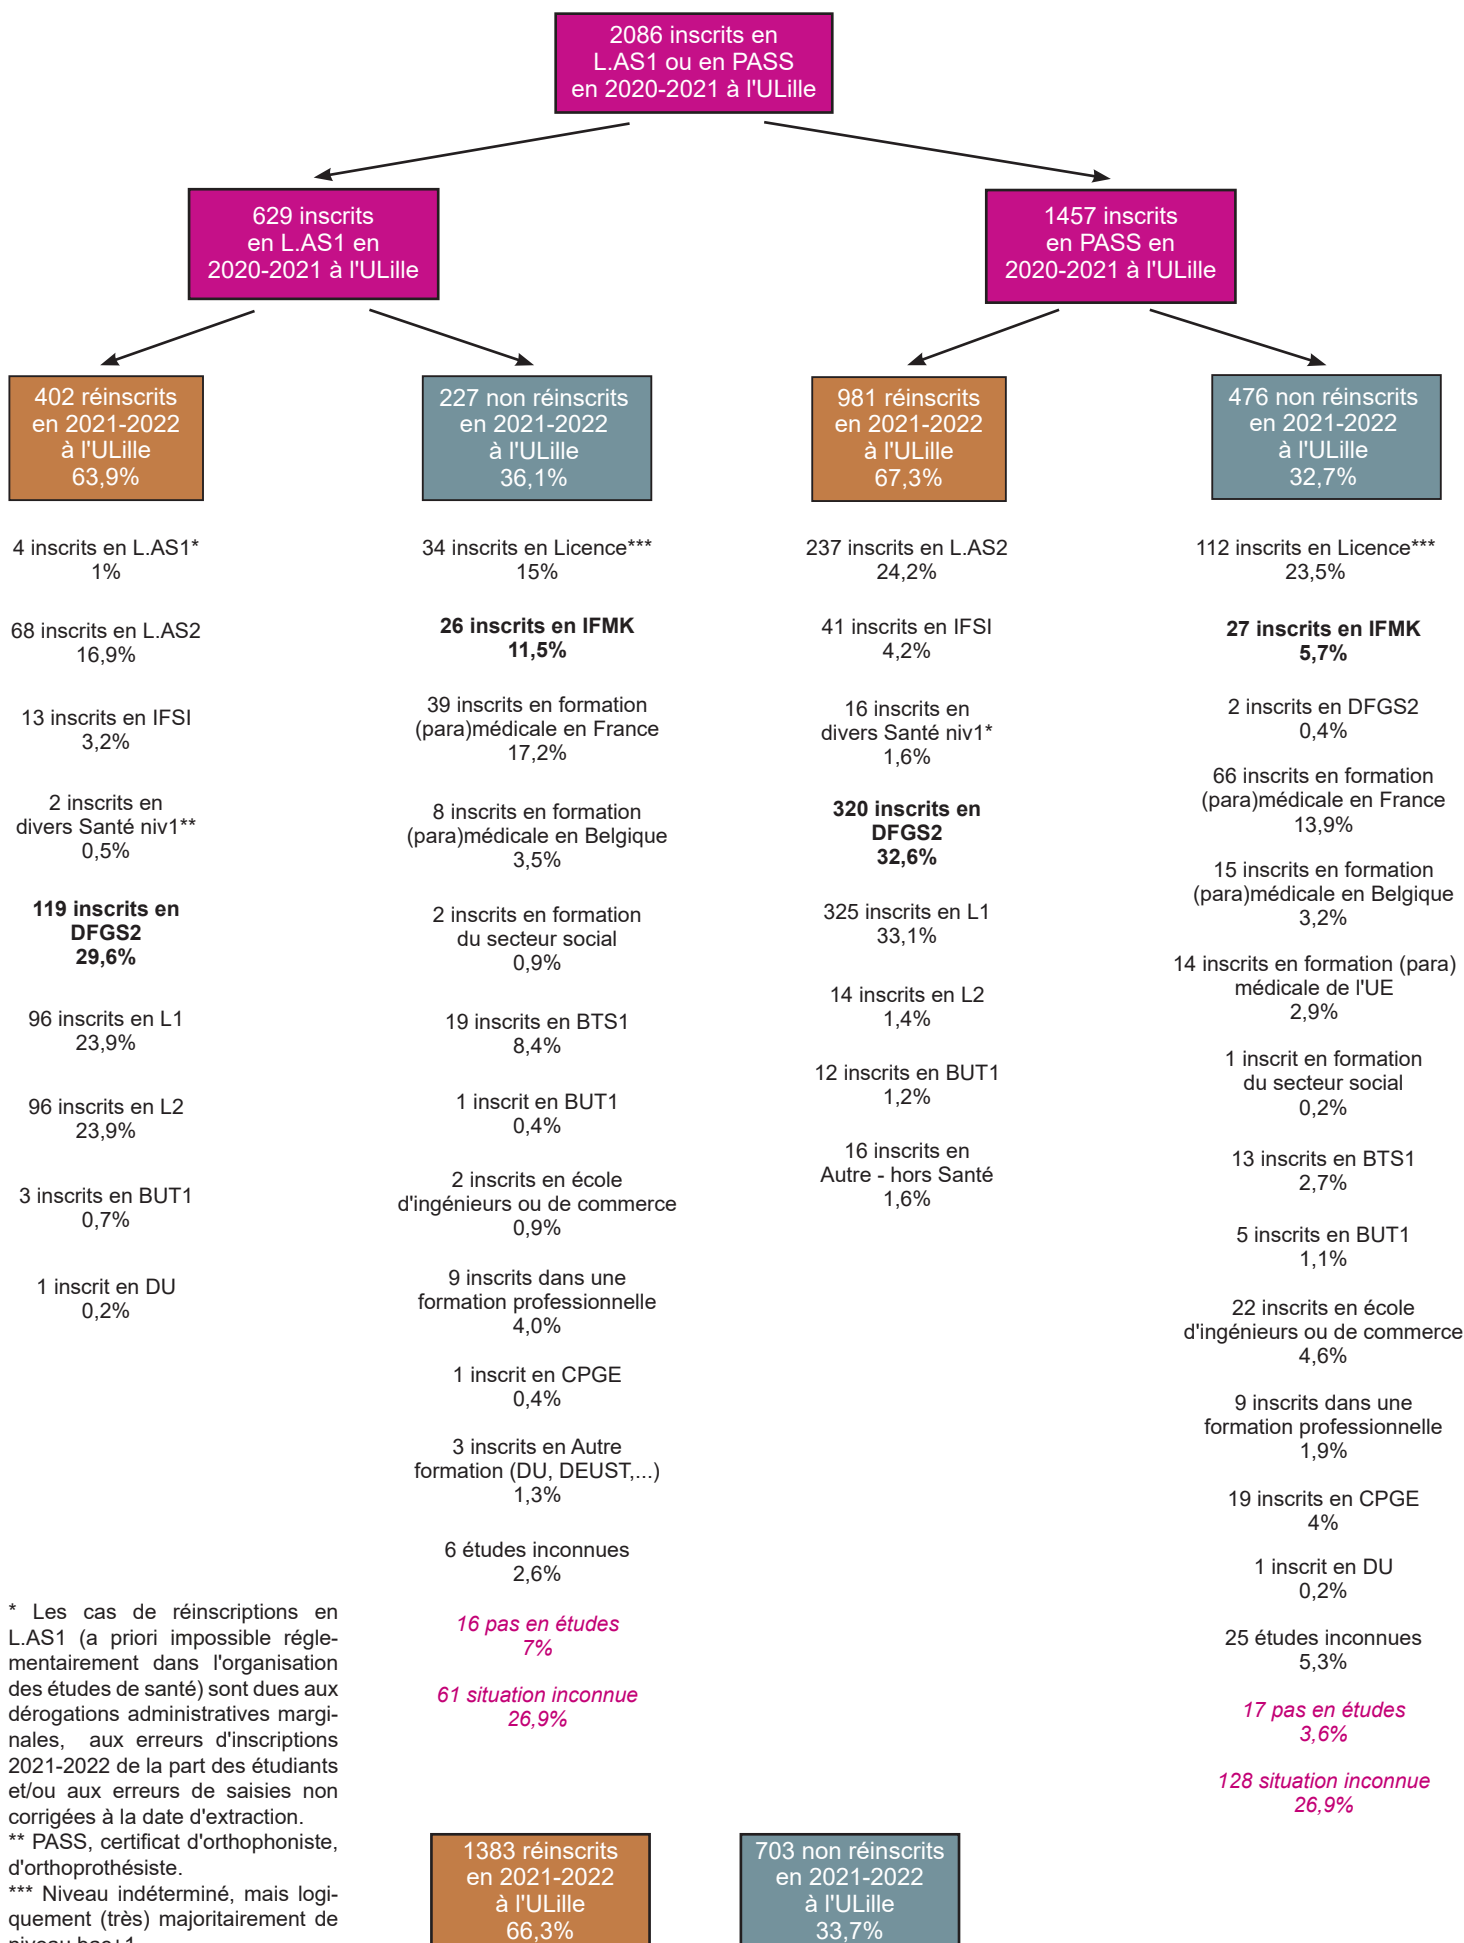 2086 inscrits en
L.AS1 ou en PASS
en 2020-2021 à l'ULille
629 inscrits
en L.AS1 en
2020-2021 à l'ULille
1457 inscrits
en PASS en
2020-2021 à l'ULille
402 réinscrits
en 2021-2022
à l'ULille
63,9%
227 non réinscrits
en 2021-2022
à l'ULille
36,1%
981 réinscrits
en 2021-2022
à l'ULille
67,3%
476 non réinscrits
en 2021-2022
à l'ULille
32,7%
4 inscrits en L.AS1*
1%
68 inscrits en L.AS2
16,9%
13 inscrits en IFSI
3,2%
2 inscrits en
divers Santé niv1**
0,5%
119 inscrits en
DFGS2
29,6%
96 inscrits en L1
23,9%
96 inscrits en L2
23,9%
3 inscrits en BUT1
0,7%
1 inscrit en DU
0,2%
34 inscrits en Licence***
15%
26 inscrits en IFMK
11,5%
39 inscrits en formation
(para)médicale en France
17,2%
8 inscrits en formation
(para)médicale en Belgique
3,5%
2 inscrits en formation
du secteur social
0,9%
19 inscrits en BTS1
8,4%
1 inscrit en BUT1
0,4%
2 inscrits en école
d'ingénieurs ou de commerce
0,9%
9 inscrits dans une
formation professionnelle
4,0%
1 inscrit en CPGE
0,4%
3 inscrits en Autre
formation (DU, DEUST,...)
1,3%
6 études inconnues
2,6%
16 pas en études
7%
61 situation inconnue
26,9%
237 inscrits en L.AS2
24,2%
41 inscrits en IFSI
4,2%
16 inscrits en
divers Santé niv1*
1,6%
320 inscrits en
DFGS2
32,6%
325 inscrits en L1
33,1%
14 inscrits en L2
1,4%
12 inscrits en BUT1
1,2%
16 inscrits en
Autre - hors Santé
1,6%
112 inscrits en Licence***
23,5%
27 inscrits en IFMK
5,7%
2 inscrits en DFGS2
0,4%
66 inscrits en formation
(para)médicale en France
13,9%
15 inscrits en formation
(para)médicale en Belgique
3,2%
14 inscrits en formation (para)
médicale de l'UE
2,9%
1 inscrit en formation
du secteur social
0,2%
13 inscrits en BTS1
2,7%
5 inscrits en BUT1
1,1%
22 inscrits en école
d'ingénieurs ou de commerce
4,6%
9 inscrits dans une
formation professionnelle
1,9%
19 inscrits en CPGE
4%
1 inscrit en DU
0,2%
25 études inconnues
5,3%
17 pas en études
3,6%
128 situation inconnue
26,9%
* Les cas de réinscriptions en
L.AS1 (a priori impossible régle-
mentairement dans l'organisation
des études de santé) sont dues aux
dérogations administratives margi-
nales, aux erreurs d'inscriptions
2021-2022 de la part des étudiants
et/ou aux erreurs de saisies non
corrigées à la date d'extraction.
** PASS, certificat d'orthophoniste,
d'orthoprothésiste.
*** Niveau indéterminé, mais logi-
quement (très) majoritairement de
niveau bac+1
1383 réinscrits
en 2021-2022
à l'ULille
66,3%
703 non réinscrits
en 2021-2022
à l'ULille
33,7%